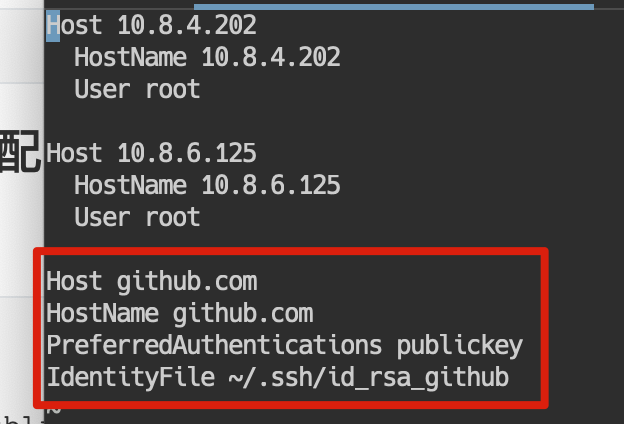 Host 10.8.4.202
  HostName 10.8.4.202
  User root

Host 10.8.6.125
  HostName 10.8.6.125
  User root

配

Host github.com
HostName github.com
PreferredAuthentications publickey
IdentityFile ~/.ssh/id_rsa_github
~